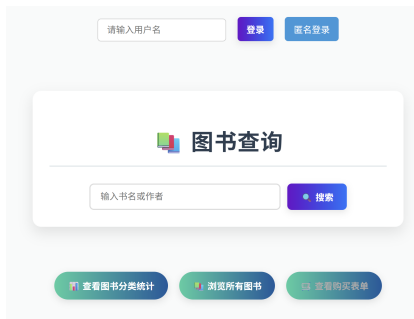 请输入用户名 登录 匿名登录
图书查询
输入书名或作者 搜索
查看图书分类统计 浏览所有图书 查看购买表单